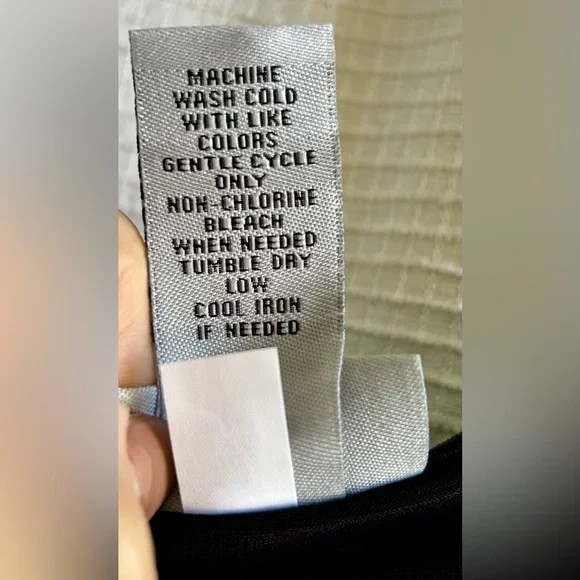 MACHINE
WASH COLD
WITH LIKE
COLORS
GENTLE CYCLE
ONLY
NON-CHLORINE
BLEACH
WHEN NEEDED
TUMBLE DRY
LOW
COOL IRON
IF NEEDED